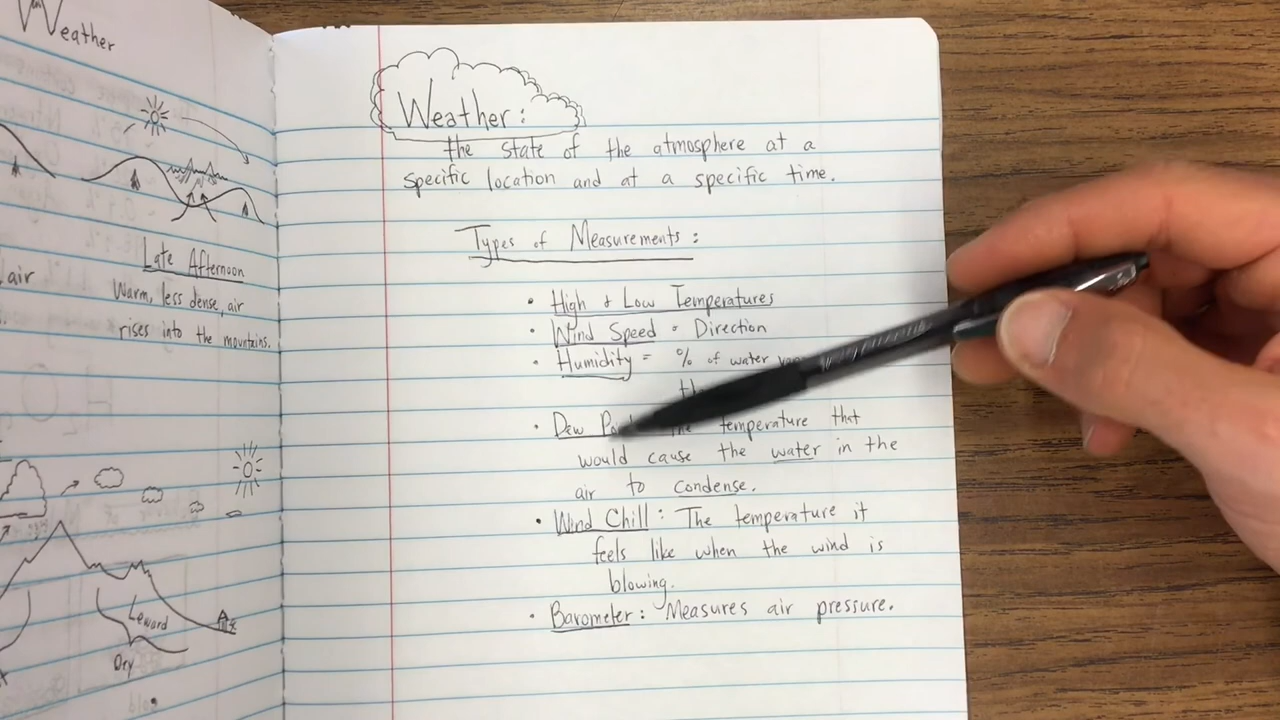 Weather
Late Afternoon
air
Warm, less dense, air
rises into the mountains.
Leward
Dry
Weather:
the state of the atmosphere at a
specific location and at a specific time.
Types of Measurements:
• High & Low Temperatures
• Wind Speed & Direction
• Humidity = % of water
• Dew the temperature that
would cause the water in the
air to condense.
• Wind Chill: The temperature it
feels like when the wind is
blowing.
• Barometer: Measures air pressure.